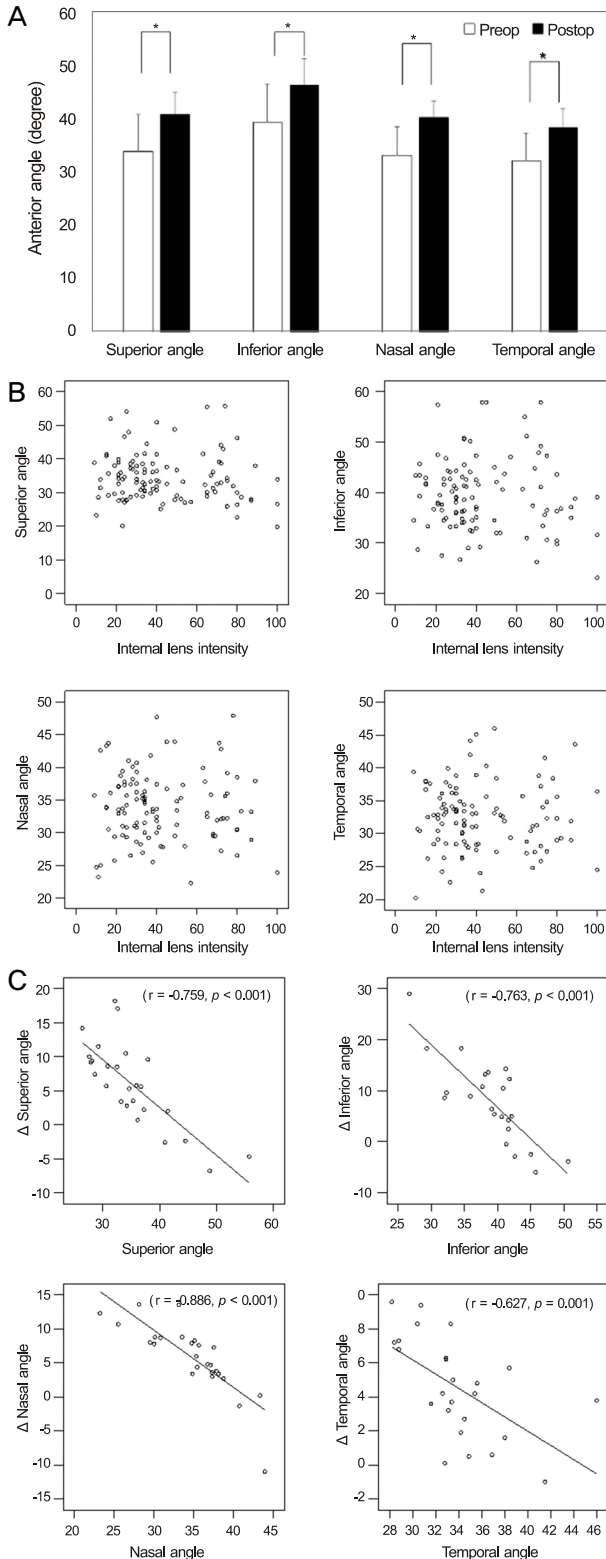 A
60
50
40
30
20
10
0
Anterior angle (degree)
Preop Postop
* * * *
Superior angle Inferior angle Nasal angle Temporal angle
B
60
50
40
30
20
10
0
Superior angle
0 20 40 60 80 100
Internal lens intensity
60
50
40
30
20
Inferior angle
0 20 40 60 80 100
Internal lens intensity
50
45
40
35
30
25
20
Nasal angle
0 20 40 60 80 100
Internal lens intensity
50
45
40
35
30
25
20
Temporal angle
0 20 40 60 80 100
Internal lens intensity
C
20
15
10
5
0
-5
-10
Δ Superior angle
(r = -0.759, p < 0.001)
30 40 50 60
Superior angle
30
20
10
0
-10
Δ Inferior angle
(r = -0.763, p < 0.001)
25 30 35 40 45 50 55
Inferior angle
15
10
5
0
-5
-10
-15
Δ Nasal angle
(r = -0.886, p < 0.001)
20 25 30 35 40 45
Nasal angle
0
8
6
4
2
0
-2
Δ Temporal angle
(r = -0.627, p = 0.001)
28 30 32 34 36 38 40 42 44 46
Temporal angle